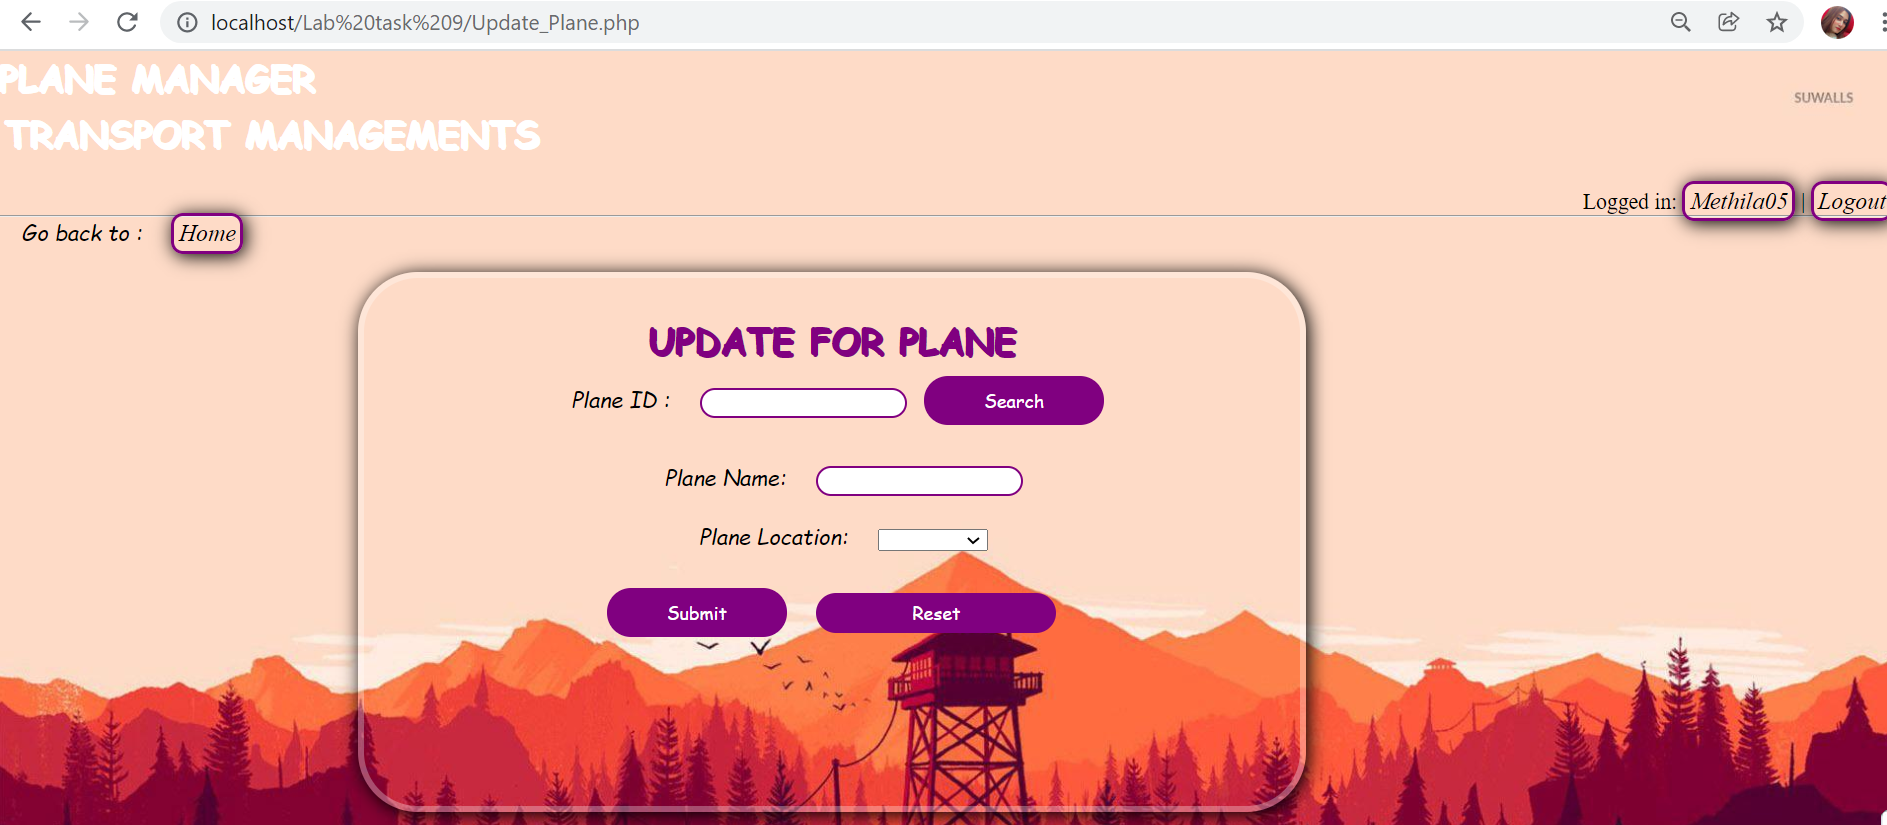 localhost/Lab%20task%209/Update_Plane.php
PLANE MANAGER
SUWALLS
TRANSPORT MANAGEMENTS
Logged in: Methila05 | Logout
Go back to : Home
UPDATE FOR PLANE
Plane ID : Search
Plane Name:
Plane Location:
Submit Reset